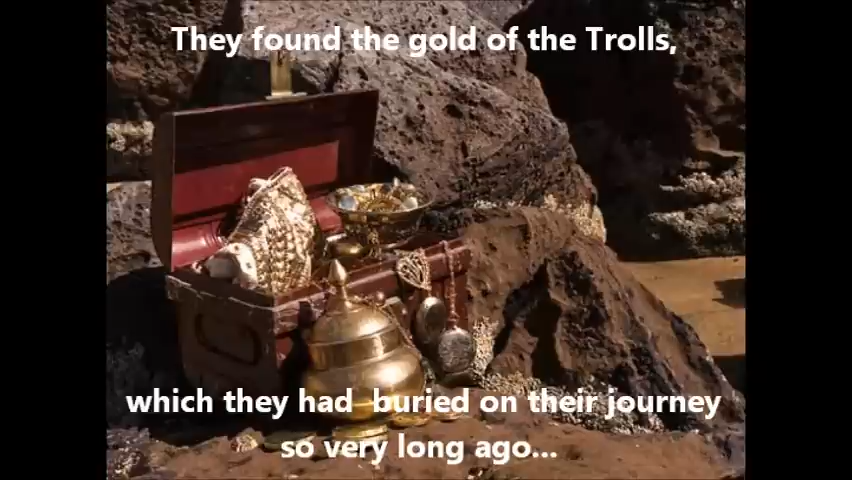 They found the gold of the Trolls,
which they had  buried on their journey
so very long ago...